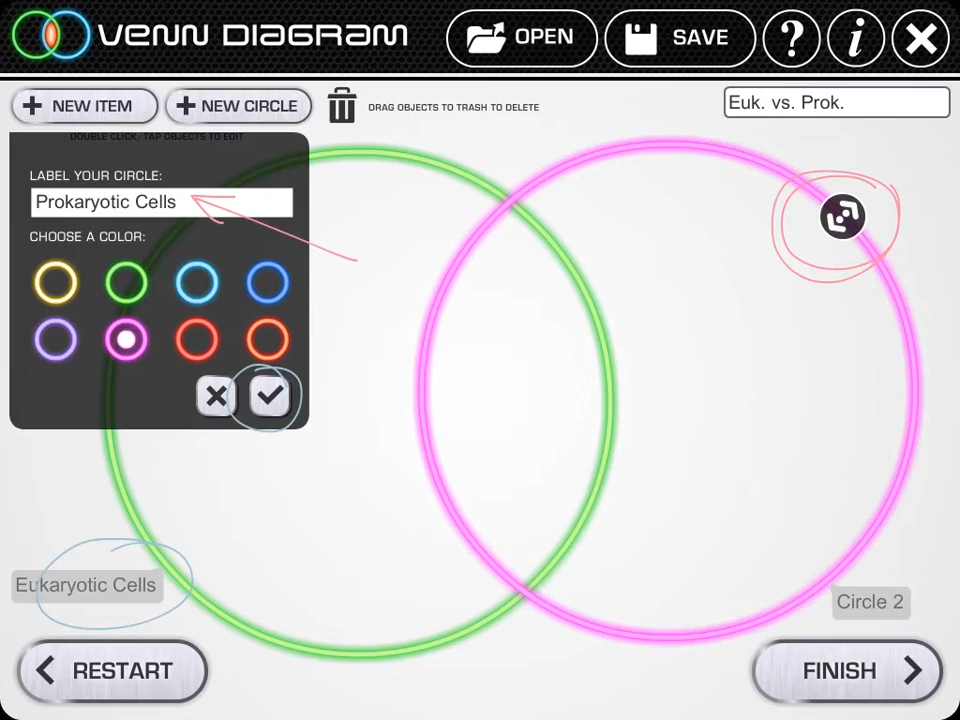 VENN DIAGRAM
OPEN
SAVE
?
i
+ NEW ITEM
+ NEW CIRCLE
DRAG OBJECTS TO TRASH TO DELETE
Euk. vs. Prok.
DOUBLE CLICK/TAP OBJECTS TO EDIT
LABEL YOUR CIRCLE:
Prokaryotic Cells
CHOOSE A COLOR:
Eukaryotic Cells
Circle 2
RESTART
FINISH